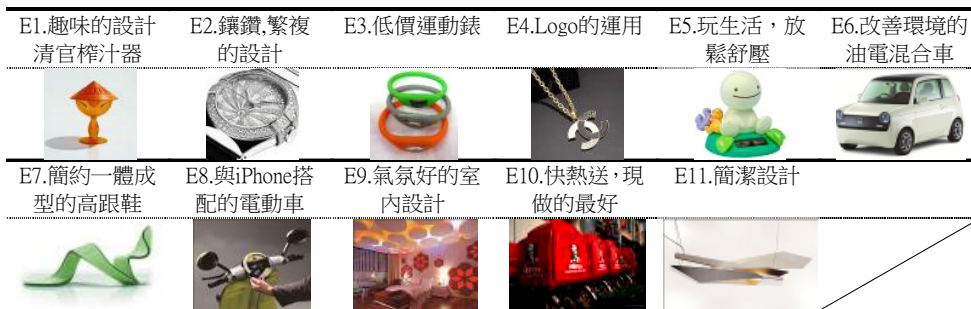 E1.趣味的設計
清官榨汁器
E2.鑲鑽,繁複
的設計
E3.低價運動錶
E4.Logo的運用
E5.玩生活，放
鬆舒壓
E6.改善環境的
油電混合車
E7.簡約一體成
型的高跟鞋
E8.與iPhone搭
配的電動車
E9.氣氛好的室
內設計
E10.快熱送，現
做的最好
E11.簡潔設計